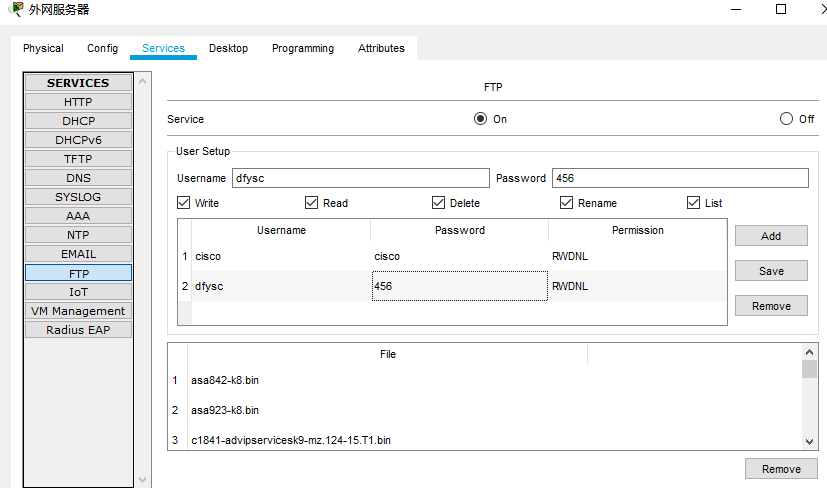 外网服务器
Physical Config Services Desktop Programming Attributes
SERVICES
HTTP
DHCP
DHCPv6
TFTP
DNS
SYSLOG
AAA
NTP
EMAIL
FTP
IoT
VM Management
Radius EAP
FTP
Service On Off
User Setup
Username dfysc Password 456
Write Read Delete Rename List
Username Password Permission
1 cisco cisco RWDNL
2 dfysc 456 RWDNL
Add
Save
Remove
File
1 asa842-k8.bin
2 asa923-k8.bin
3 c1841-advipservicesk9-mz.124-15.T1.bin
Remove